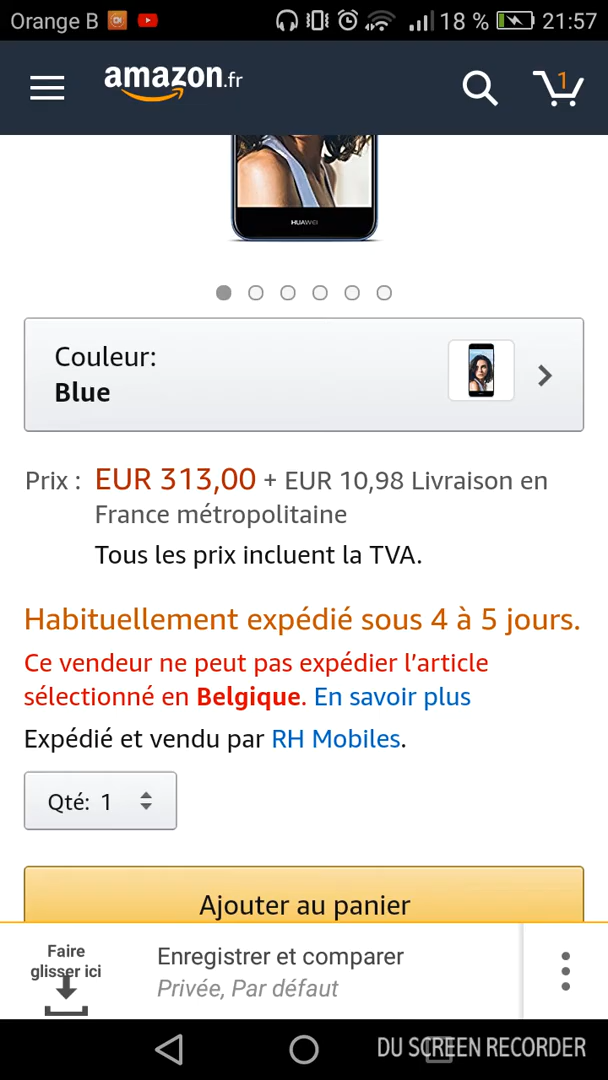 Orange B 18 % 21:57
amazon.fr 1
HUAWEI
Couleur:
Blue
Prix : EUR 313,00 + EUR 10,98 Livraison en
France métropolitaine
Tous les prix incluent la TVA.
Habituellement expédié sous 4 à 5 jours.
Ce vendeur ne peut pas expédier l’article
sélectionné en Belgique. En savoir plus
Expédié et vendu par RH Mobiles.
Qté: 1
Ajouter au panier
Faire
glisser ici
Enregistrer et comparer
Privée, Par défaut
DU SCREEN RECORDER